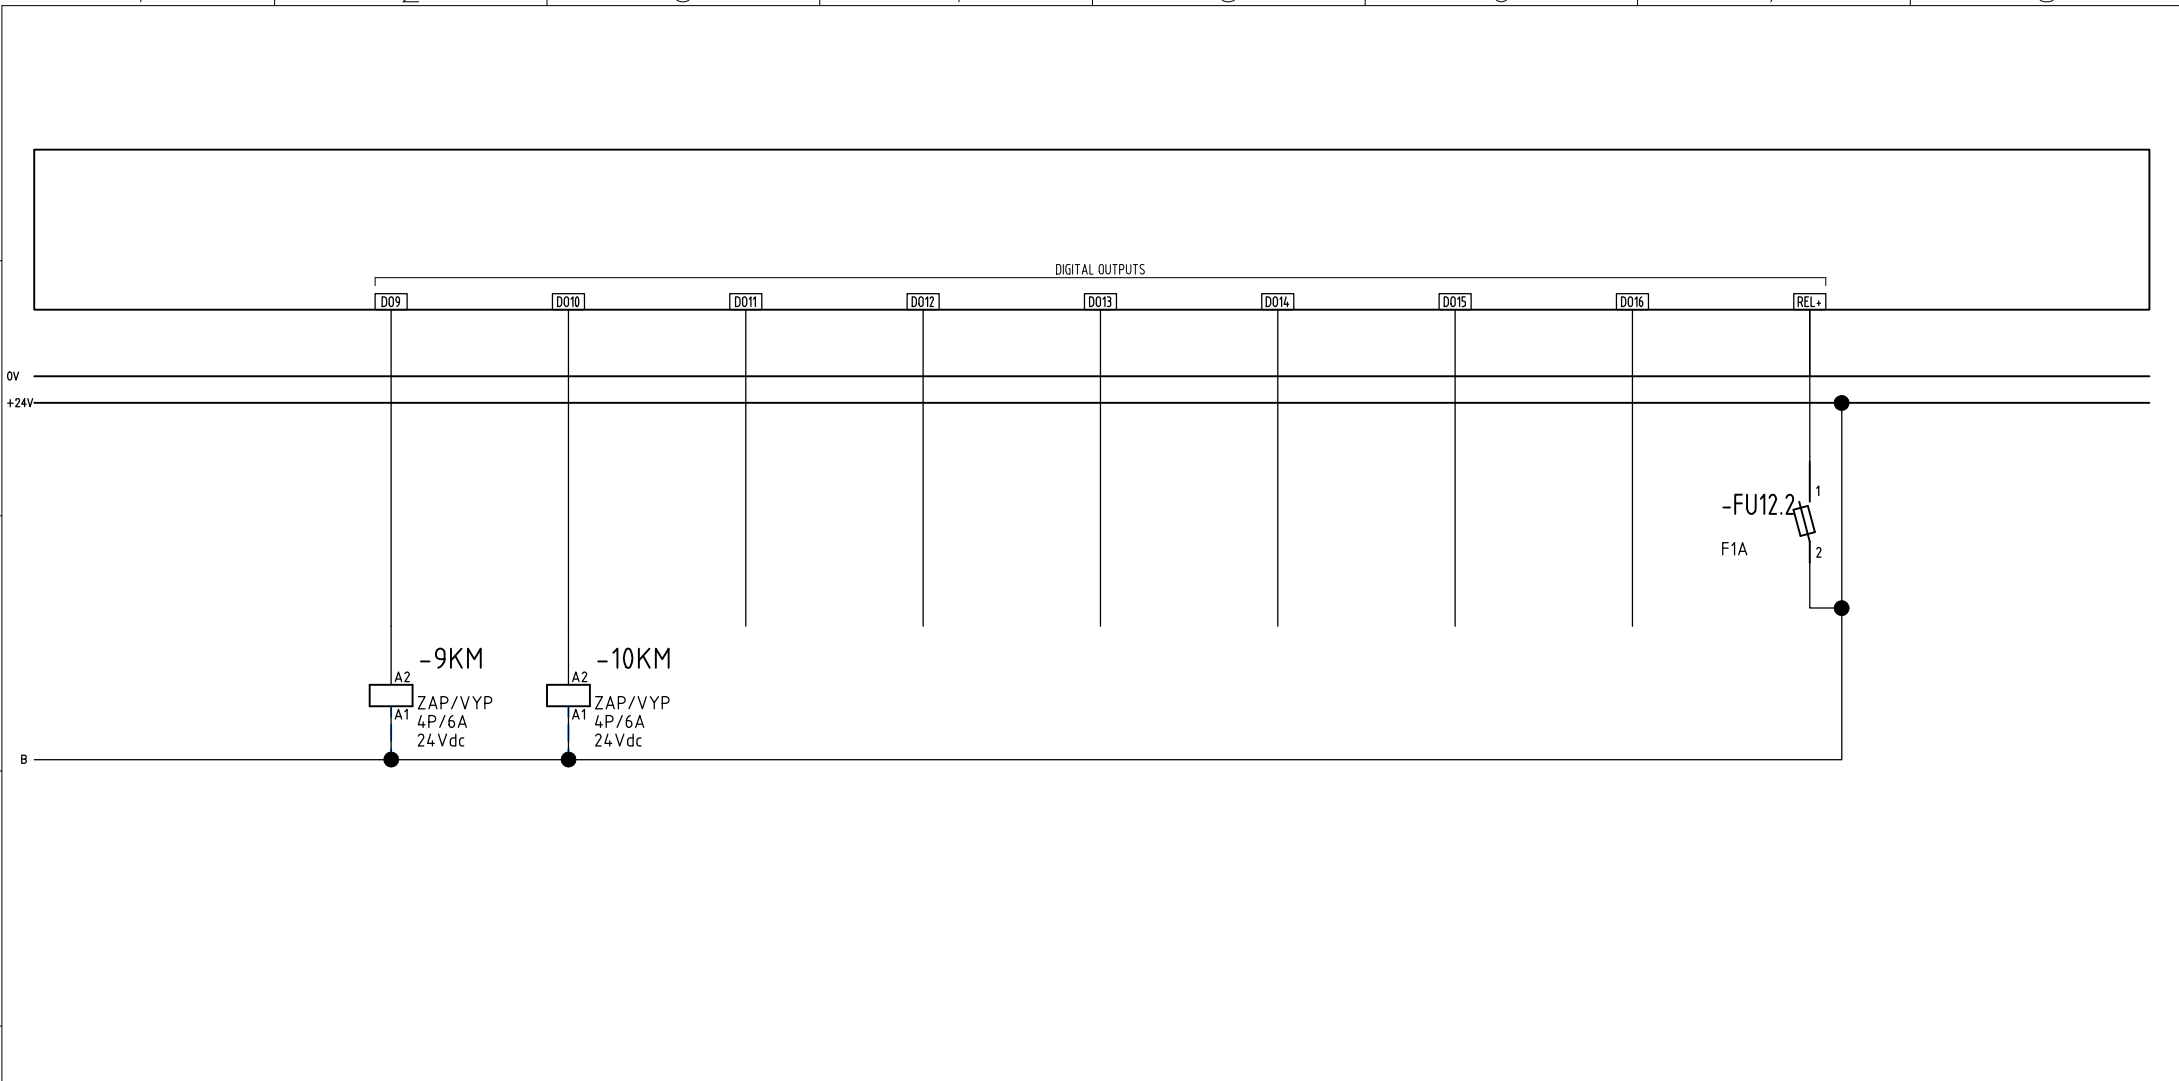 DIGITAL OUTPUTS
DO9 DO10 DO11 DO12 DO13 DO14 DO15 DO16 REL+
0V
+24V
1
-FU12.2
F1A
2
-9KM
A2
ZAP/VYP
A1
4P/6A
24Vdc
-10KM
A2
ZAP/VYP
A1
4P/6A
24Vdc
B